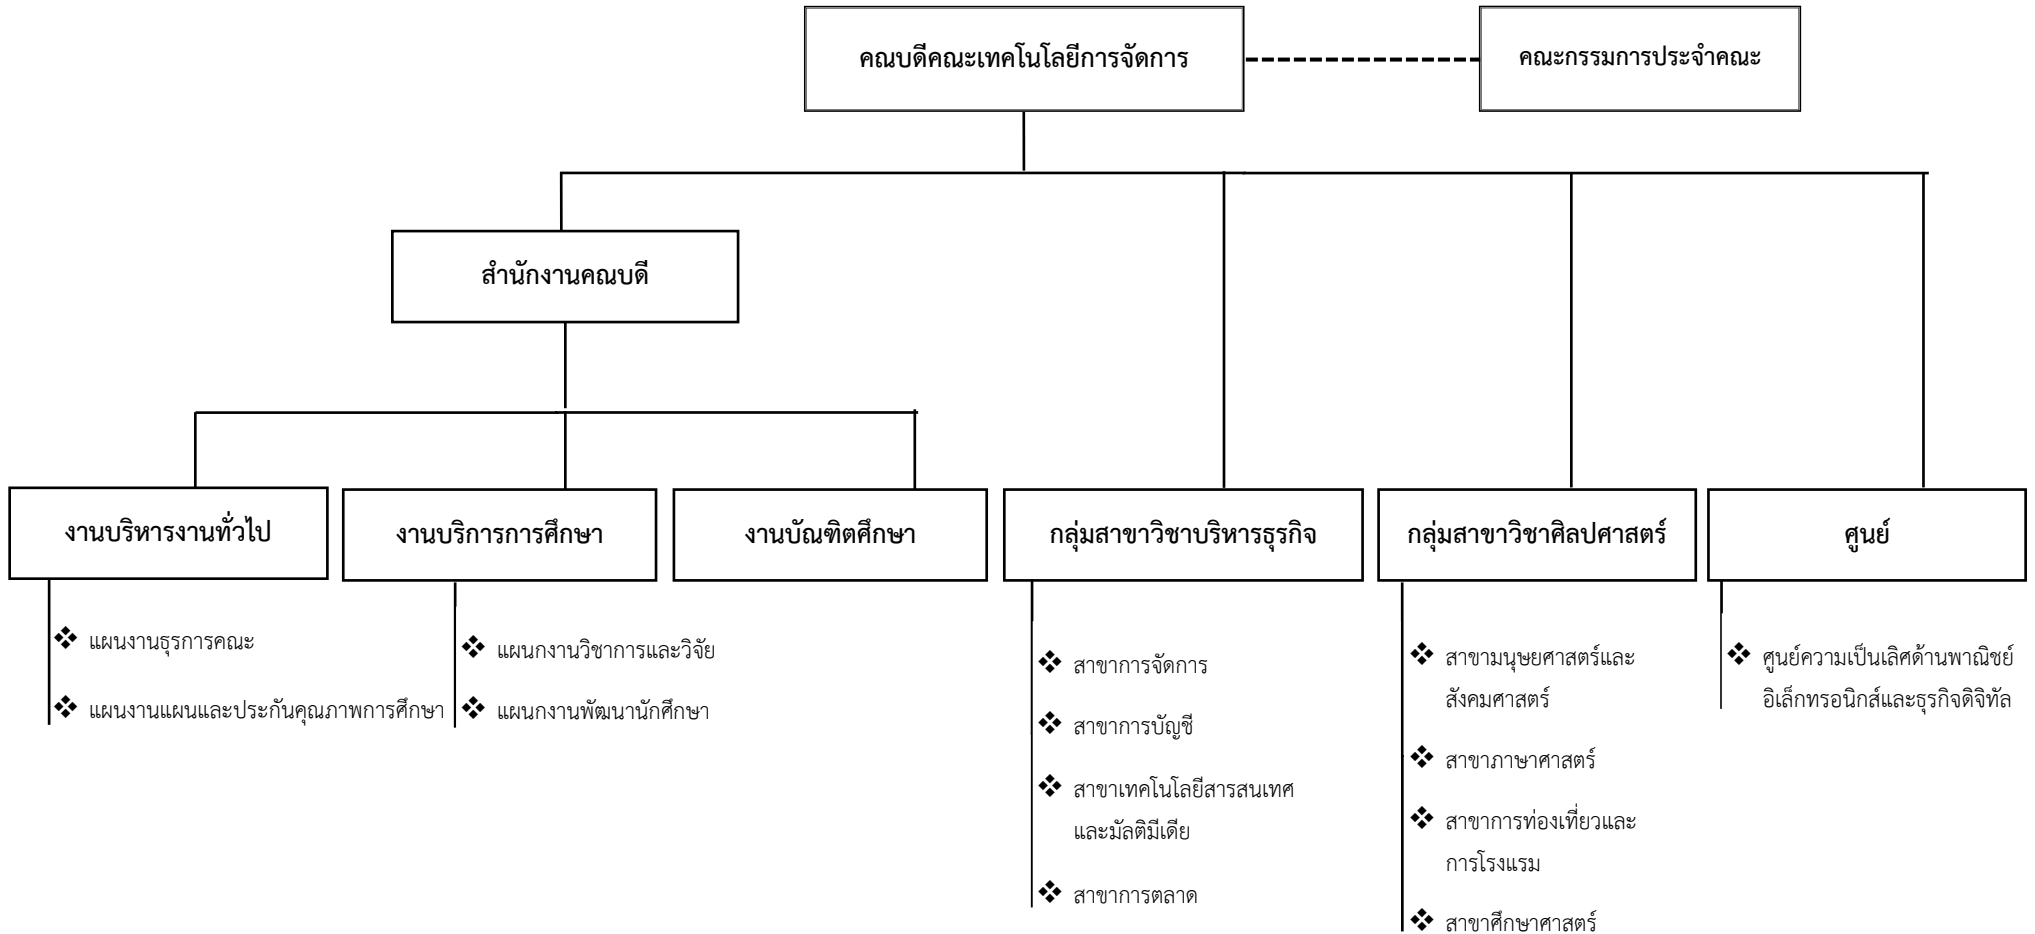 คณบดีคณะเทคโนโลยีการจัดการ
คณะกรรมการประจำคณะ
สำนักงานคณบดี
งานบริหารงานทั่วไป
งานบริการการศึกษา
งานบัณฑิตศึกษา
กลุ่มสาขาวิชาบริหารธุรกิจ
กลุ่มสาขาวิชาศิลปศาสตร์
ศูนย์
❖ แผนงานธุรการคณะ
❖ แผนงานแผนและประกันคุณภาพการศึกษา
❖ แผนกงานวิชาการและวิจัย
❖ แผนกงานพัฒนานักศึกษา
❖ สาขาการจัดการ
❖ สาขาการบัญชี
❖ สาขาเทคโนโลยีสารสนเทศ
และมัลติมีเดีย
❖ สาขาการตลาด
❖ สาขามนุษยศาสตร์และ
สังคมศาสตร์
❖ สาขาภาษาศาสตร์
❖ สาขาการท่องเที่ยวและ
การโรงแรม
❖ สาขาศึกษาศาสตร์
❖ ศูนย์ความเป็นเลิศด้านพาณิชย์
อิเล็กทรอนิกส์และธุรกิจดิจิทัล